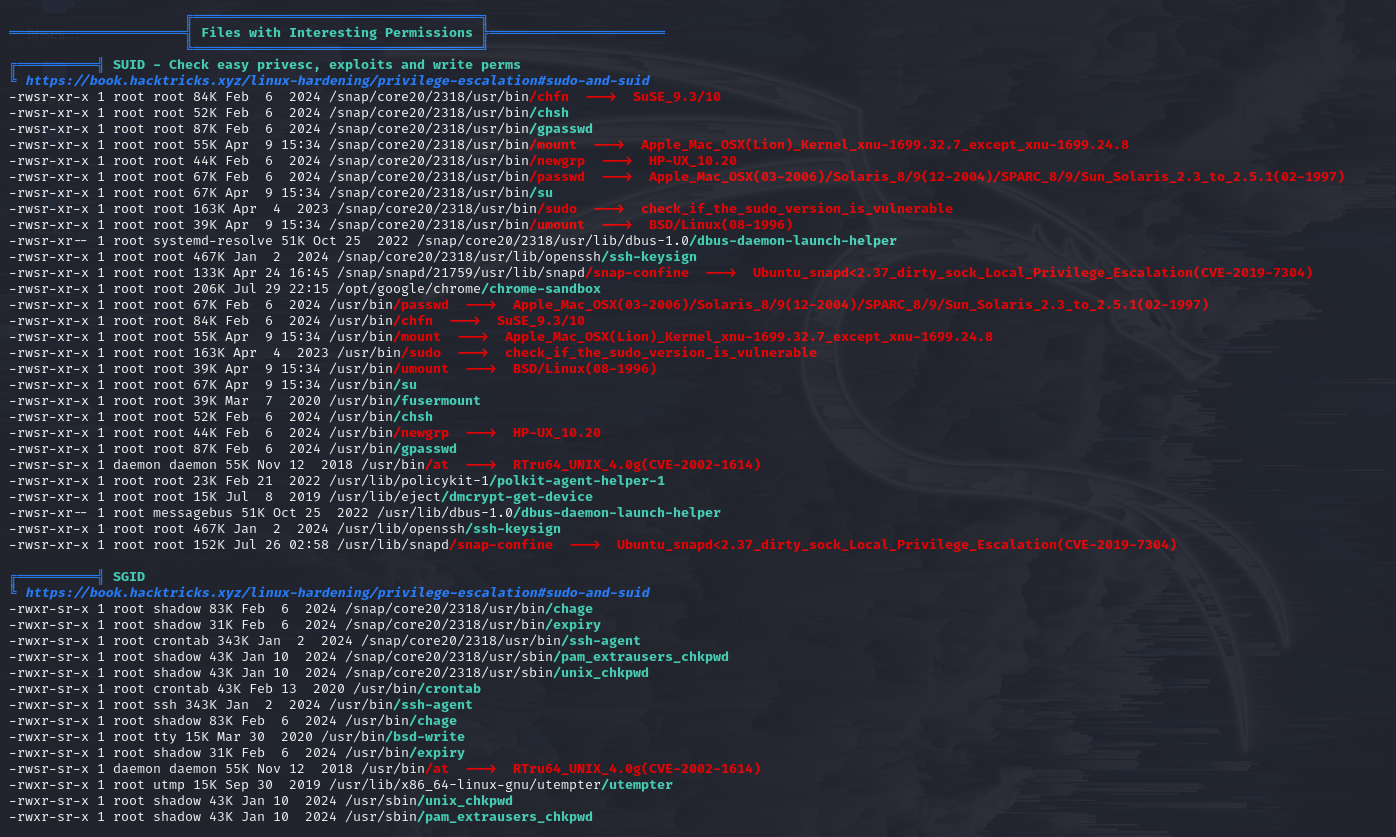 Files with Interesting Permissions
SUID - Check easy privesc, exploits and write perms
https://book.hacktricks.xyz/linux-hardening/privilege-escalation#sudo-and-suid
-rwsr-xr-x 1 root root 84K Feb  6  2024 /snap/core20/2318/usr/bin/chfn  --->  SuSE_9.3/10
-rwsr-xr-x 1 root root 52K Feb  6  2024 /snap/core20/2318/usr/bin/chsh
-rwsr-xr-x 1 root root 87K Feb  6  2024 /snap/core20/2318/usr/bin/gpasswd
-rwsr-xr-x 1 root root 55K Apr  9 15:34 /snap/core20/2318/usr/bin/mount  --->  Apple_Mac_OSX(Lion)_Kernel_xnu-1699.32.7_except_xnu-1699.24.8
-rwsr-xr-x 1 root root 44K Feb  6  2024 /snap/core20/2318/usr/bin/newgrp  --->  HP-UX_10.20
-rwsr-xr-x 1 root root 67K Feb  6  2024 /snap/core20/2318/usr/bin/passwd  --->  Apple_Mac_OSX(03-2006)/Solaris_8/9(12-2004)/SPARC_8/9/Sun_Solaris_2.3_to_2.5.1(02-1997)
-rwsr-xr-x 1 root root 67K Apr  9 15:34 /snap/core20/2318/usr/bin/su
-rwsr-xr-x 1 root root 163K Apr  4  2023 /snap/core20/2318/usr/bin/sudo  --->  check_if_the_sudo_version_is_vulnerable
-rwsr-xr-x 1 root root 39K Apr  9 15:34 /snap/core20/2318/usr/bin/umount  --->  BSD/Linux(08-1996)
-rwsr-xr-- 1 root systemd-resolve 51K Oct 25  2022 /snap/core20/2318/usr/lib/dbus-1.0/dbus-daemon-launch-helper
-rwsr-xr-x 1 root root 467K Jan  2  2024 /snap/core20/2318/usr/lib/openssh/ssh-keysign
-rwsr-xr-x 1 root root 133K Apr 24 16:45 /snap/snapd/21759/usr/lib/snapd/snap-confine  --->  Ubuntu_snapd<2.37_dirty_sock_Local_Privilege_Escalation(CVE-2019-7304)
-rwsr-xr-x 1 root root 206K Jul 29 22:15 /opt/google/chrome/chrome-sandbox
-rwsr-xr-x 1 root root 67K Feb  6  2024 /usr/bin/passwd  --->  Apple_Mac_OSX(03-2006)/Solaris_8/9(12-2004)/SPARC_8/9/Sun_Solaris_2.3_to_2.5.1(02-1997)
-rwsr-xr-x 1 root root 84K Feb  6  2024 /usr/bin/chfn  --->  SuSE_9.3/10
-rwsr-xr-x 1 root root 55K Apr  9 15:34 /usr/bin/mount  --->  Apple_Mac_OSX(Lion)_Kernel_xnu-1699.32.7_except_xnu-1699.24.8
-rwsr-xr-x 1 root root 163K Apr  4  2023 /usr/bin/sudo  --->  check_if_the_sudo_version_is_vulnerable
-rwsr-xr-x 1 root root 39K Apr  9 15:34 /usr/bin/umount  --->  BSD/Linux(08-1996)
-rwsr-xr-x 1 root root 67K Apr  9 15:34 /usr/bin/su
-rwsr-xr-x 1 root root 39K Mar  7  2020 /usr/bin/fusermount
-rwsr-xr-x 1 root root 52K Feb  6  2024 /usr/bin/chsh
-rwsr-xr-x 1 root root 44K Feb  6  2024 /usr/bin/newgrp  --->  HP-UX_10.20
-rwsr-xr-x 1 root root 87K Feb  6  2024 /usr/bin/gpasswd
-rwsr-sr-x 1 daemon daemon 55K Nov 12  2018 /usr/bin/at  --->  RTru64_UNIX_4.0g(CVE-2002-1614)
-rwsr-xr-x 1 root root 23K Feb 21  2022 /usr/lib/policykit-1/polkit-agent-helper-1
-rwsr-xr-x 1 root root 15K Jul  8  2019 /usr/lib/eject/dmcrypt-get-device
-rwsr-xr-- 1 root messagebus 51K Oct 25  2022 /usr/lib/dbus-1.0/dbus-daemon-launch-helper
-rwsr-xr-x 1 root root 467K Jan  2  2024 /usr/lib/openssh/ssh-keysign
-rwsr-xr-x 1 root root 152K Jul 26 02:58 /usr/lib/snapd/snap-confine  --->  Ubuntu_snapd<2.37_dirty_sock_Local_Privilege_Escalation(CVE-2019-7304)
SGID
https://book.hacktricks.xyz/linux-hardening/privilege-escalation#sudo-and-suid
-rwxr-sr-x 1 root shadow 83K Feb  6  2024 /snap/core20/2318/usr/bin/chage
-rwxr-sr-x 1 root shadow 31K Feb  6  2024 /snap/core20/2318/usr/bin/expiry
-rwxr-sr-x 1 root crontab 343K Jan  2  2024 /snap/core20/2318/usr/bin/ssh-agent
-rwxr-sr-x 1 root shadow 43K Jan 10  2024 /snap/core20/2318/usr/sbin/pam_extrausers_chkpwd
-rwxr-sr-x 1 root shadow 43K Jan 10  2024 /snap/core20/2318/usr/sbin/unix_chkpwd
-rwxr-sr-x 1 root crontab 43K Feb 13  2020 /usr/bin/crontab
-rwxr-sr-x 1 root ssh 343K Jan  2  2024 /usr/bin/ssh-agent
-rwxr-sr-x 1 root shadow 83K Feb  6  2024 /usr/bin/chage
-rwxr-sr-x 1 root tty 15K Mar 30  2020 /usr/bin/bsd-write
-rwxr-sr-x 1 root shadow 31K Feb  6  2024 /usr/bin/expiry
-rwsr-sr-x 1 daemon daemon 55K Nov 12  2018 /usr/bin/at  --->  RTru64_UNIX_4.0g(CVE-2002-1614)
-rwxr-sr-x 1 root utmp 15K Sep 30  2019 /usr/lib/x86_64-linux-gnu/utempter/utempter
-rwxr-sr-x 1 root shadow 43K Jan 10  2024 /usr/sbin/unix_chkpwd
-rwxr-sr-x 1 root shadow 43K Jan 10  2024 /usr/sbin/pam_extrausers_chkpwd